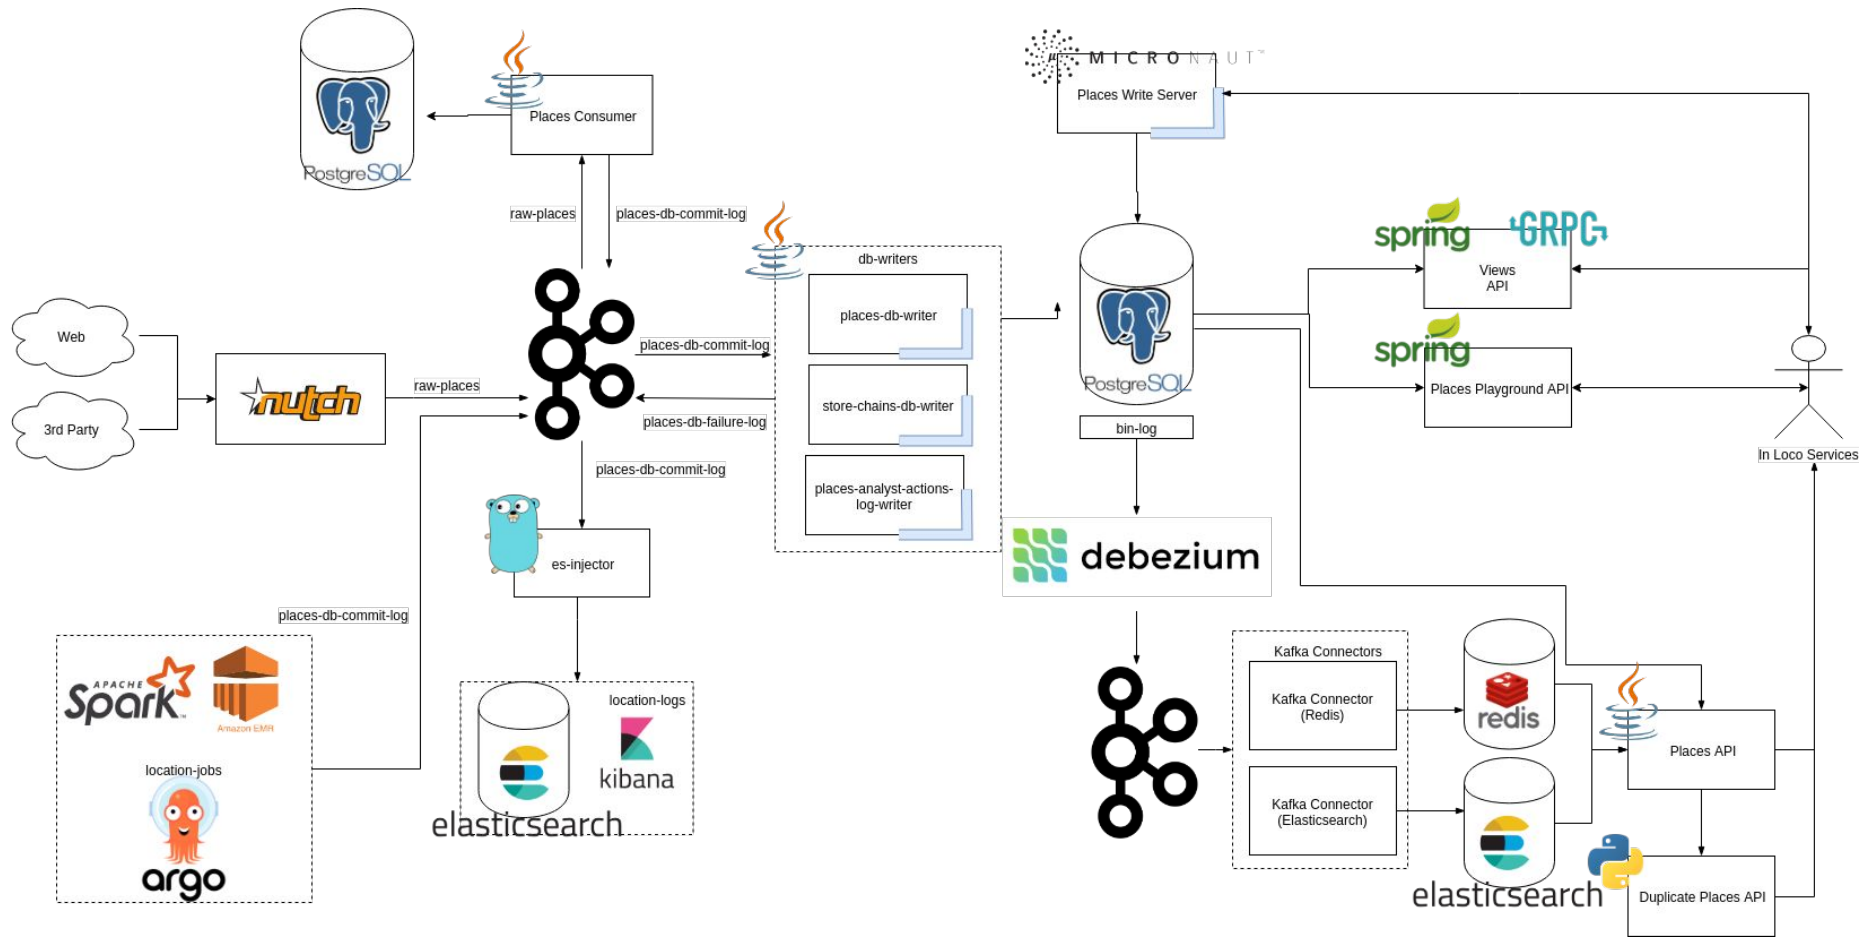 PostgreSQL
Places Consumer
raw-places
places-db-commit-log
Web
3rd Party
nutch
raw-places
places-db-commit-log
places-db-failure-log
places-db-commit-log
es-injector
places-db-commit-log
APACHE
Spark™
Amazon EMR
location-jobs
argo
location-logs
kibana
elasticsearch
db-writers
places-db-writer
store-chains-db-writer
places-analyst-actions-
log-writer
μ MICRONAUT™
Places Write Server
PostgreSQL
bin-log
debezium
spring
GRPC
Views
API
spring
Places Playground API
In Loco Services
Kafka Connectors
Kafka Connector
(Redis)
Kafka Connector
(Elasticsearch)
redis
elasticsearch
Places API
Duplicate Places API